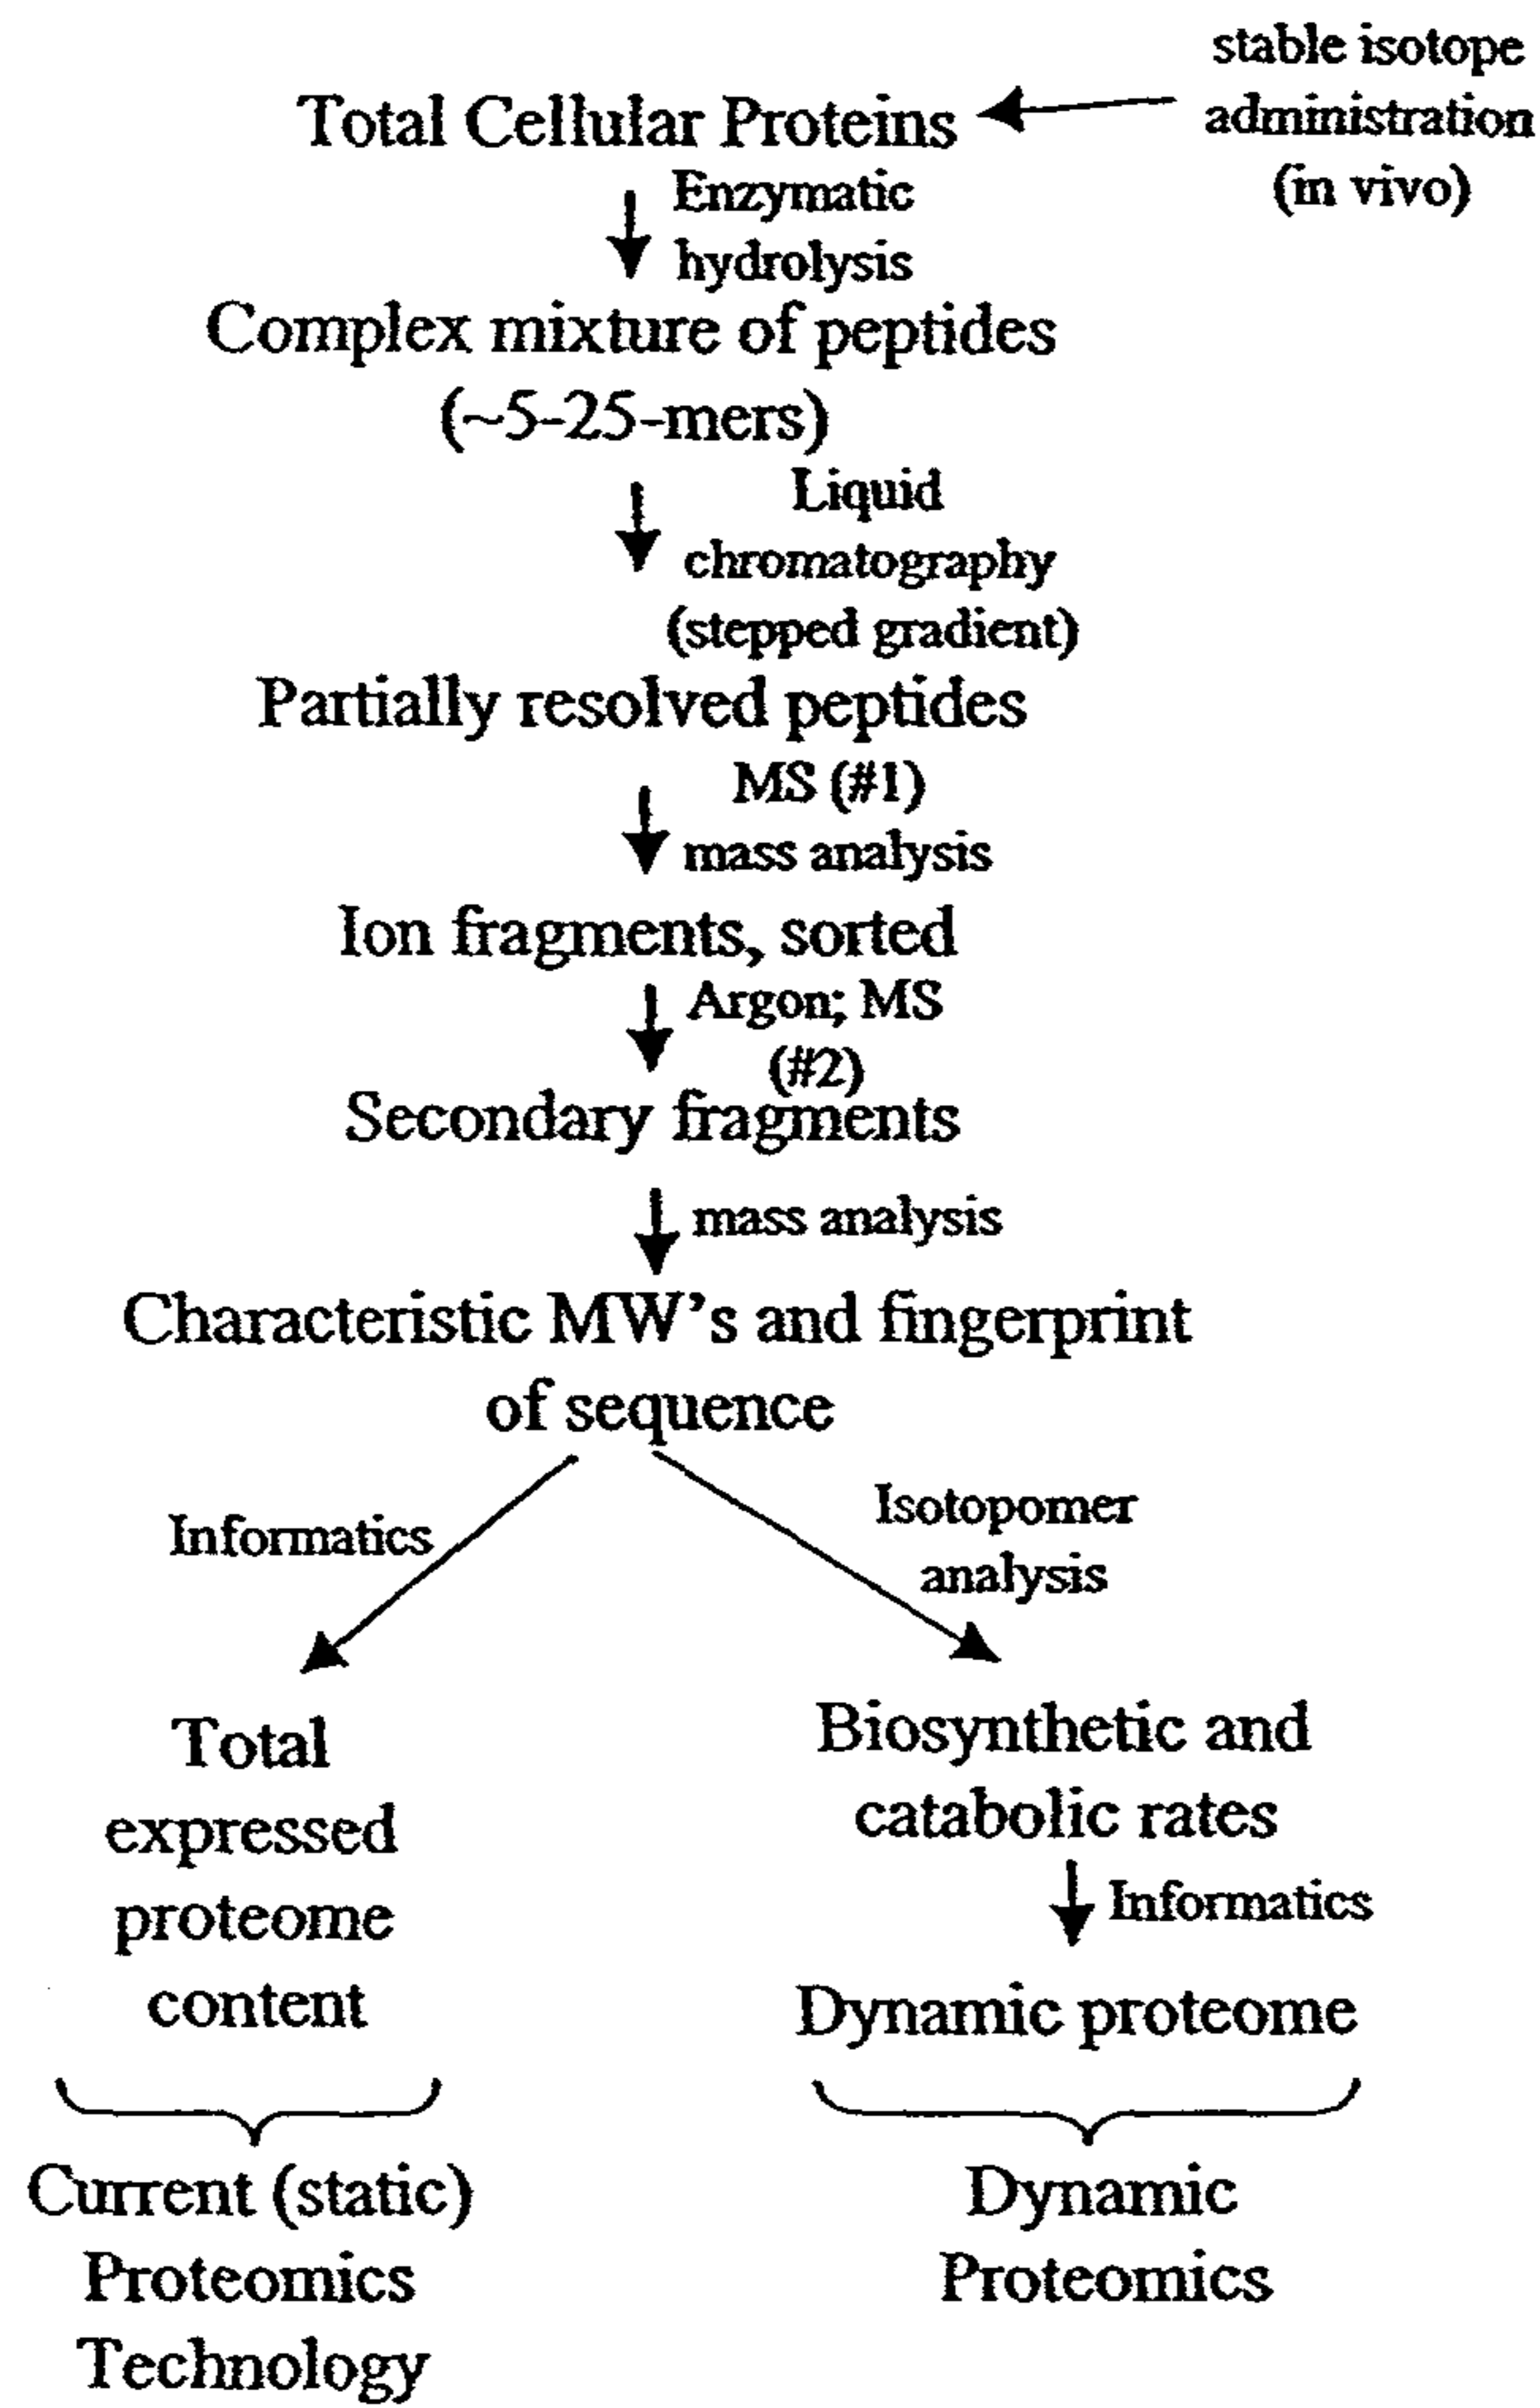 stable isotope
administration
(in vivo)
Total Cellular Proteins
Enzymatic
hydrolysis
Complex mixture of peptides
(~5-25-mers)
Liquid
chromatography
(stepped gradient)
Partially resolved peptides
MS (#1)
mass analysis
Ion fragments, sorted
Argon; MS
(#2)
Secondary fragments
mass analysis
Characteristic MW's and fingerprint
of sequence
Informatics
Isotopomer
analysis
Total
expressed
proteome
content
Biosynthetic and
catabolic rates
Informatics
Dynamic proteome
Current (static)
Proteomics
Technology
Dynamic
Proteomics